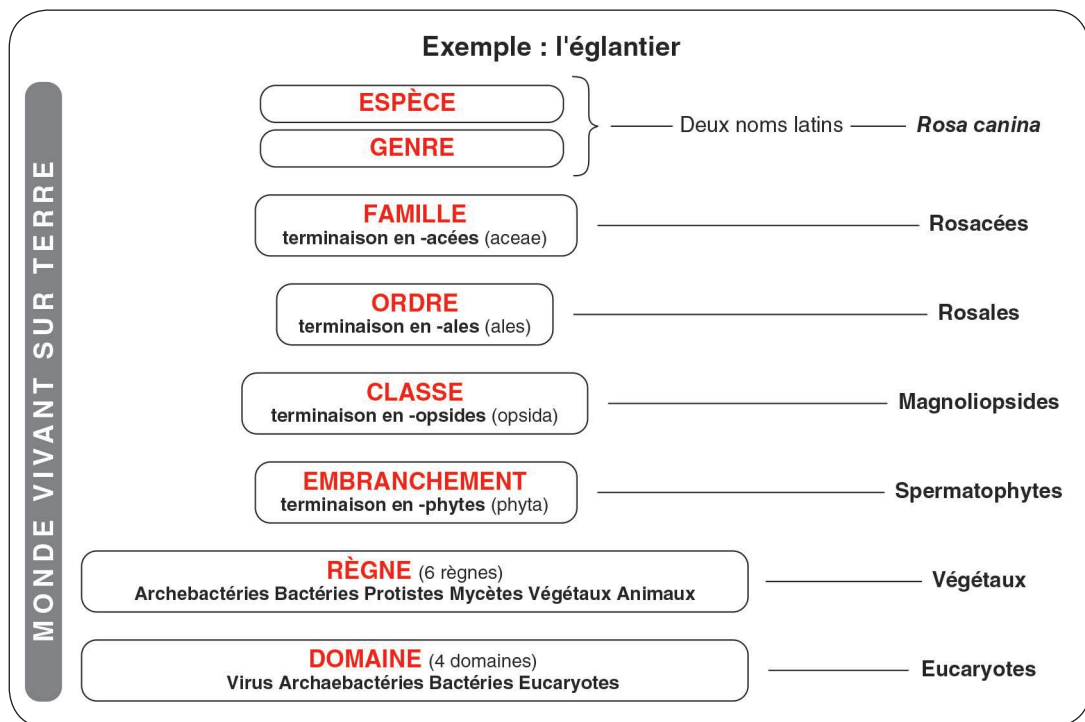 Exemple : l'églantier
MONDE VIVANT SUR TERRE
ESPÈCE
GENRE
Deux noms latins
Rosa canina
FAMILLE
terminaison en -acées (aceae)
Rosacées
ORDRE
terminaison en -ales (ales)
Rosales
CLASSE
terminaison en -opsides (opsida)
Magnoliopsides
EMBRANCHEMENT
terminaison en -phytes (phyta)
Spermatophytes
RÈGNE (6 règnes)
Archebactéries Bactéries Protistes Mycètes Végétaux Animaux
Végétaux
DOMAINE (4 domaines)
Virus Archaebactéries Bactéries Eucaryotes
Eucaryotes